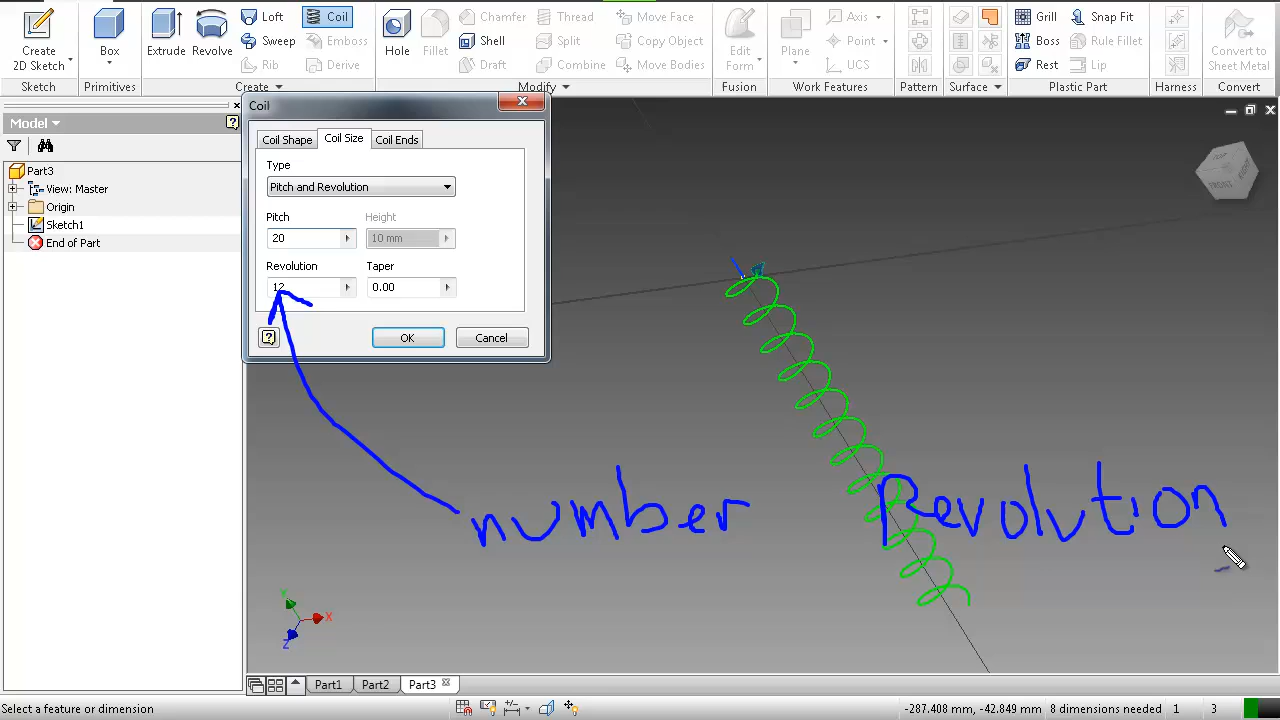 Create
2D Sketch
Sketch
Box
Primitives
Extrude
Revolve
Loft
Sweep
Rib
Coil
Emboss
Derive
Create
Hole
Fillet
Chamfer
Shell
Draft
Thread
Split
Combine
Move Face
Copy Object
Move Bodies
Modify
Edit
Form
Fusion
Plane
Axis
Point
UCS
Work Features
Pattern
Surface
Grill
Boss
Rest
Snap Fit
Rule Fillet
Lip
Plastic Part
Harness
Convert to
Sheet Metal
Convert
Model
Part3
View: Master
Origin
Sketch1
End of Part
Coil
Coil Shape
Coil Size
Coil Ends
Type
Pitch and Revolution
Pitch
Height
20
10 mm
Revolution
Taper
12
0.00
OK
Cancel
TOP
FRONT
number Revolution
Y
X
Z
Part1
Part2
Part3
Select a feature or dimension
-287.408 mm, -42.849 mm
8 dimensions needed
1
3